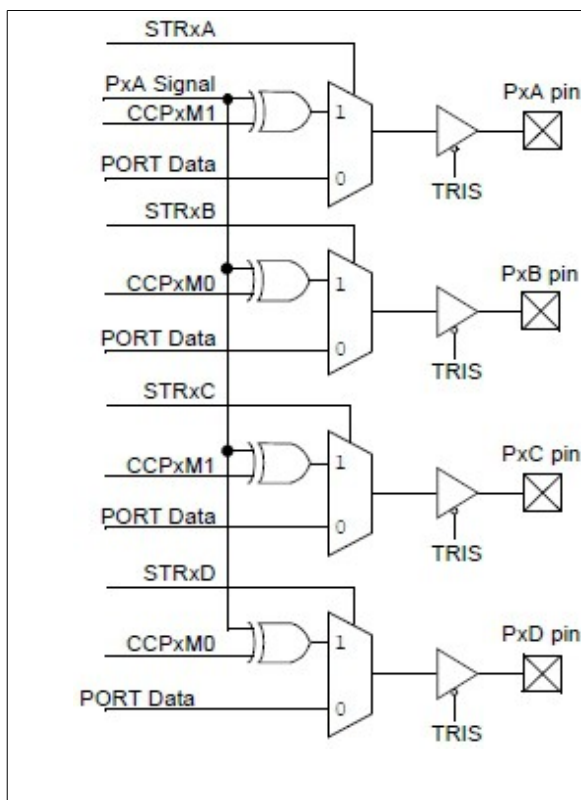 STRxA
PxA Signal
PxA pin
CCPxM1
1
PORT Data
0
TRIS
STRxB
PxB pin
CCPxM0
1
PORT Data
0
TRIS
STRxC
PxC pin
CCPxM1
1
PORT Data
0
TRIS
STRxD
PxD pin
CCPxM0
1
PORT Data
0
TRIS